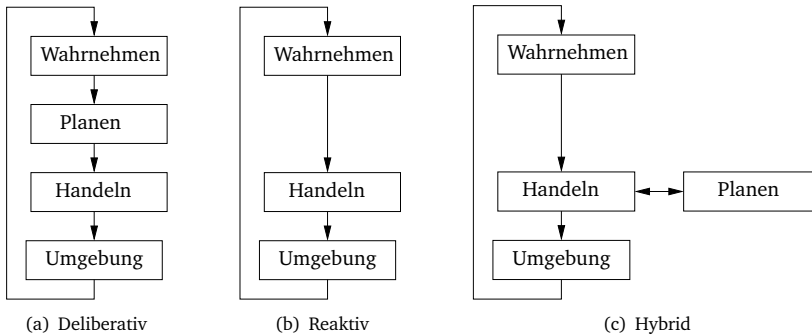 Wahrnehmen
Planen
Handeln
Umgebung
(a) Deliberativ
Wahrnehmen
Handeln
Umgebung
(b) Reaktiv
Wahrnehmen
Handeln
Planen
Umgebung
(c) Hybrid